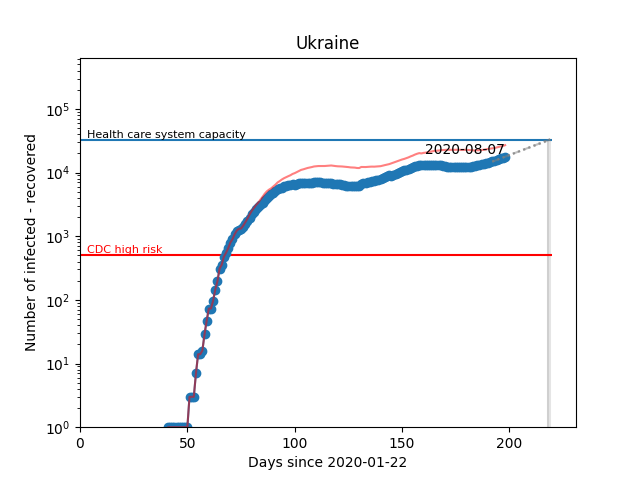 Ukraine
Number of infected - recovered
10^5
10^4
10^3
10^2
10^1
10^0
Health care system capacity
2020-08-07
CDC high risk
0 50 100 150 200
Days since 2020-01-22